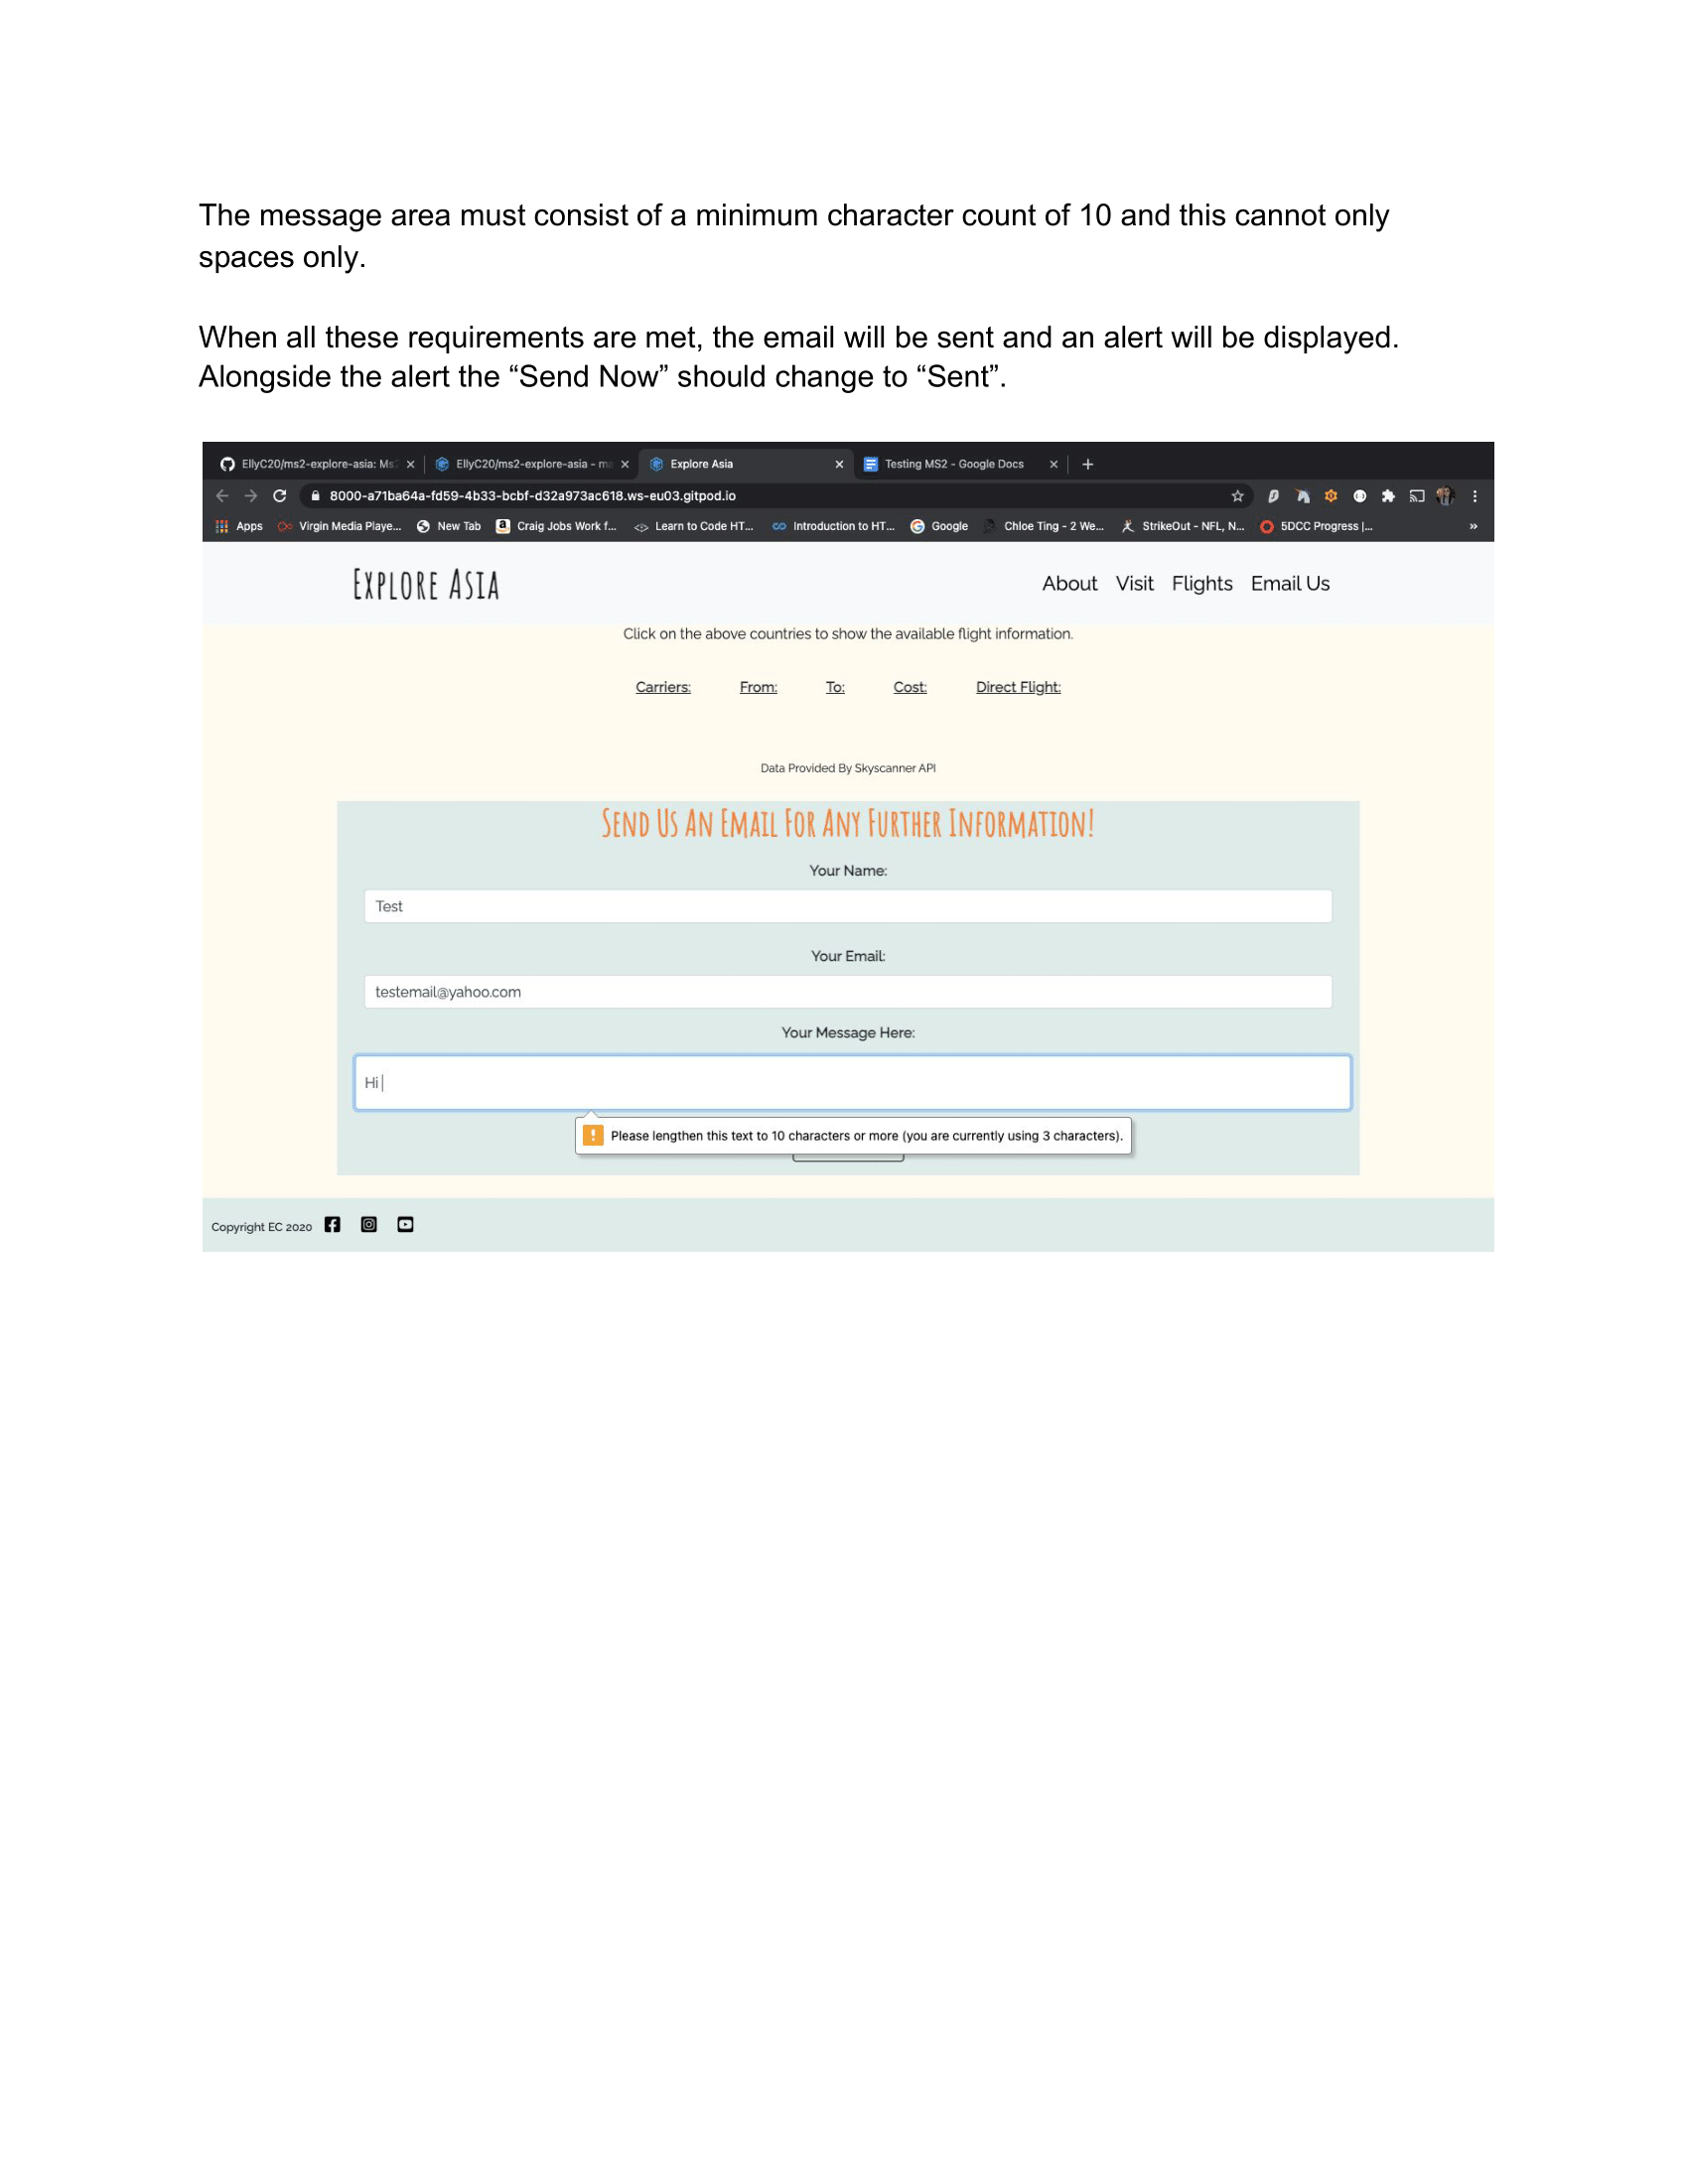 The message area must consist of a minimum character count of 10 and this cannot only
spaces only.
When all these requirements are met, the email will be sent and an alert will be displayed.
Alongside the alert the “Send Now” should change to “Sent”.
EllyC20/ms2-explore-asia: Ms2 EllyC20/ms2-explore-asia - ma Explore Asia Testing MS2 - Google Docs
8000-a71ba64a-fd59-4b33-bcbf-d32a973ac618.ws-eu03.gitpod.io
Apps Virgin Media Playe... New Tab Craig Jobs Work f... Learn to Code HT... Introduction to HT... Google Chloe Ting - 2 We... StrikeOut - NFL, N... 5DCC Progress |... »
Explore Asia About Visit Flights Email Us
Click on the above countries to show the available flight information.
Carriers: From: To: Cost: Direct Flight:
Data Provided By Skyscanner API
Send Us An Email For Any Further Information!
Your Name:
Test
Your Email:
testemail@yahoo.com
Your Message Here:
Hi
Please lengthen this text to 10 characters or more (you are currently using 3 characters).
Copyright EC 2020